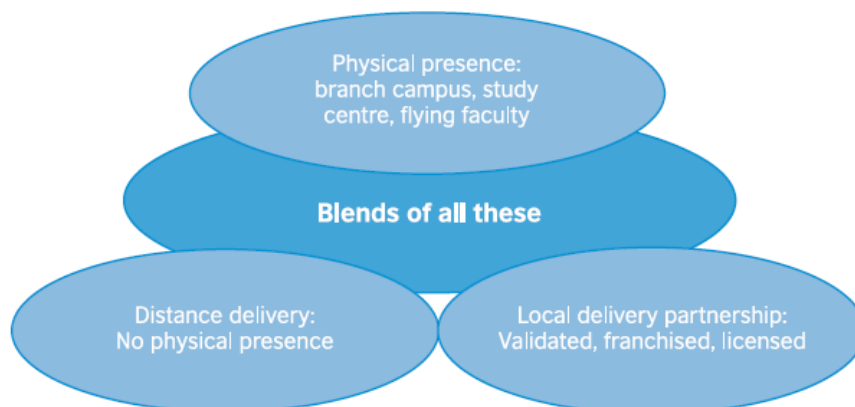 Physical presence:
branch campus, study
centre, flying faculty
Blends of all these
Distance delivery:
No physical presence
Local delivery partnership:
Validated, franchised, licensed